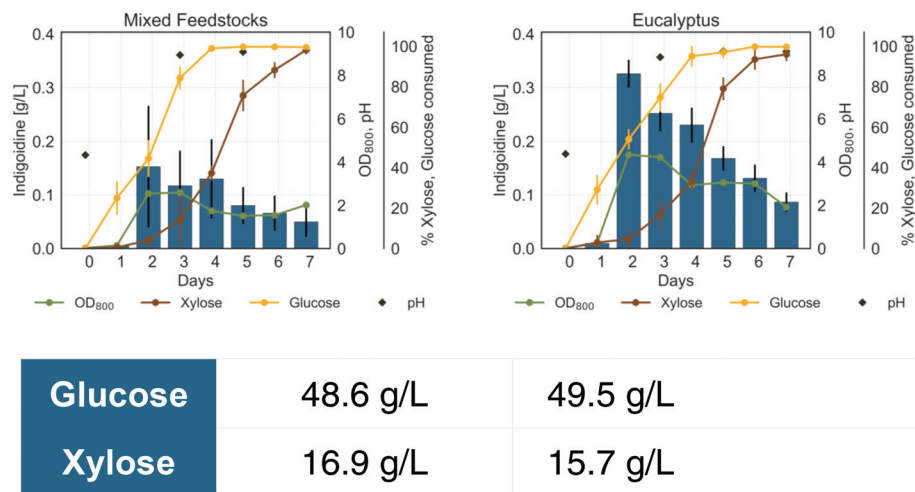 Mixed Feedstocks
0.4
0.3
0.2
0.1
0.0
Indigoidine [g/L]
10
8
6
4
2
0
OD800, pH
100
80
60
40
20
0
% Xylose, Glucose consumed
0 1 2 3 4 5 6 7
Days
OD800 Xylose Glucose pH
Eucalyptus
0.4
0.3
0.2
0.1
0.0
Indigoidine [g/L]
10
8
6
4
2
0
OD800, pH
100
80
60
40
20
0
% Xylose, Glucose consumed
0 1 2 3 4 5 6 7
Days
OD800 Xylose Glucose pH
Glucose 48.6 g/L 49.5 g/L
Xylose 16.9 g/L 15.7 g/L